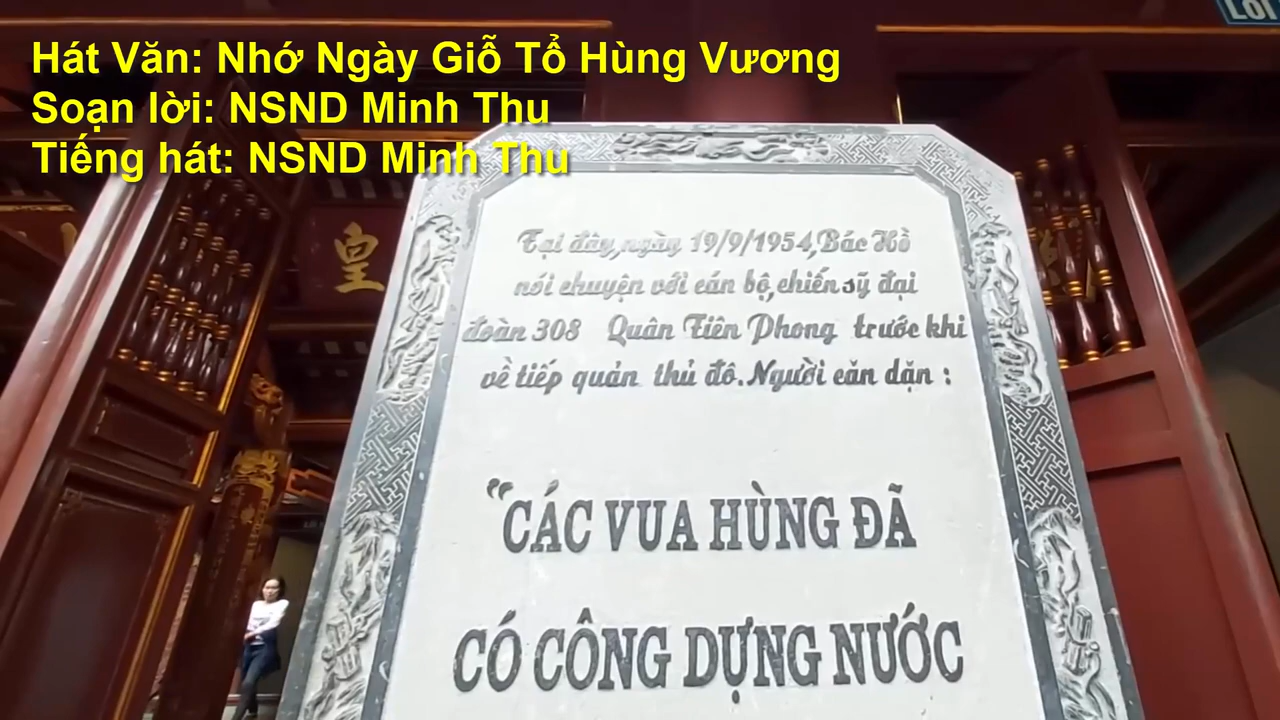 Hát Văn: Nhớ Ngày Giỗ Tổ Hùng Vương
Soạn lời: NSND Minh Thu
Tiếng hát: NSND Minh Thu
LỐI
皇
Tại đây, ngày 19/9/1954, Bác Hồ
nói chuyện với cán bộ, chiến sỹ đại
đoàn 308 Quân Tiên Phong trước khi
về tiếp quản thủ đô. Người căn dặn :
"CÁC VUA HÙNG ĐÃ
CÓ CÔNG DỰNG NƯỚC